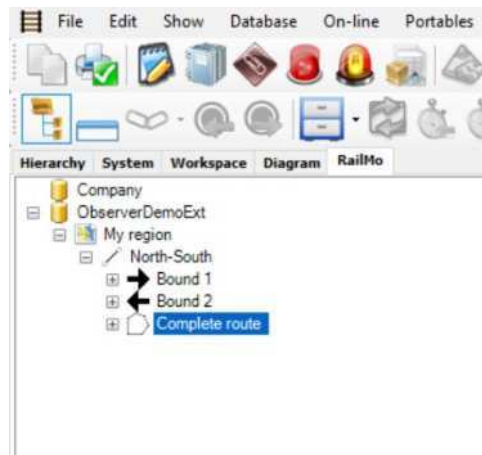 File Edit Show Database On-line Portables
Hierarchy System Workspace Diagram RailMo
Company
ObserverDemoExt
My region
North-South
Bound 1
Bound 2
Complete route